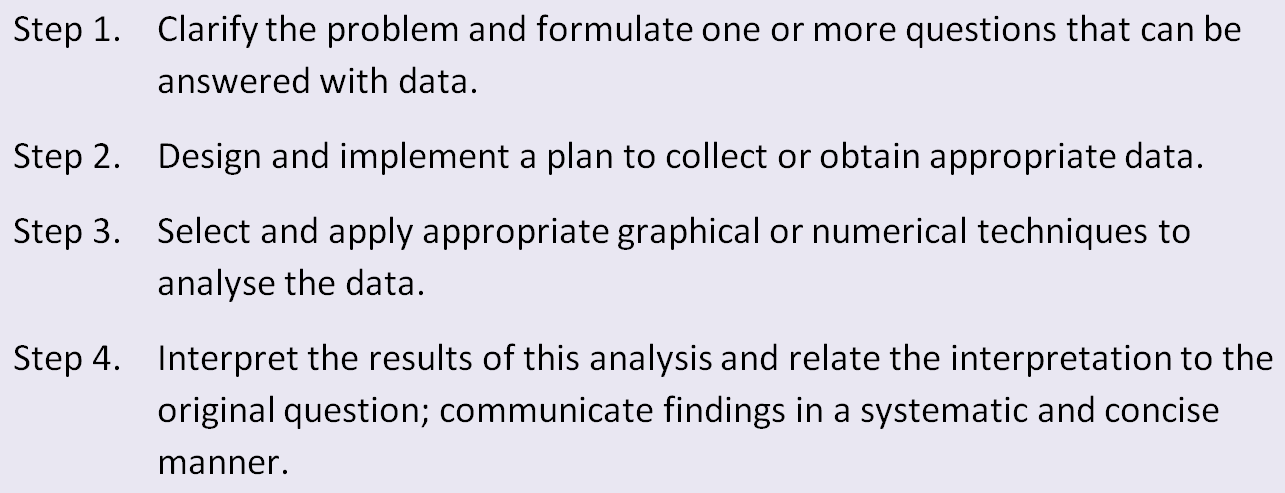 Step 1. Clarify the problem and formulate one or more questions that can be
answered with data.
Step 2. Design and implement a plan to collect or obtain appropriate data.
Step 3. Select and apply appropriate graphical or numerical techniques to
analyse the data.
Step 4. Interpret the results of this analysis and relate the interpretation to the
original question; communicate findings in a systematic and concise
manner.